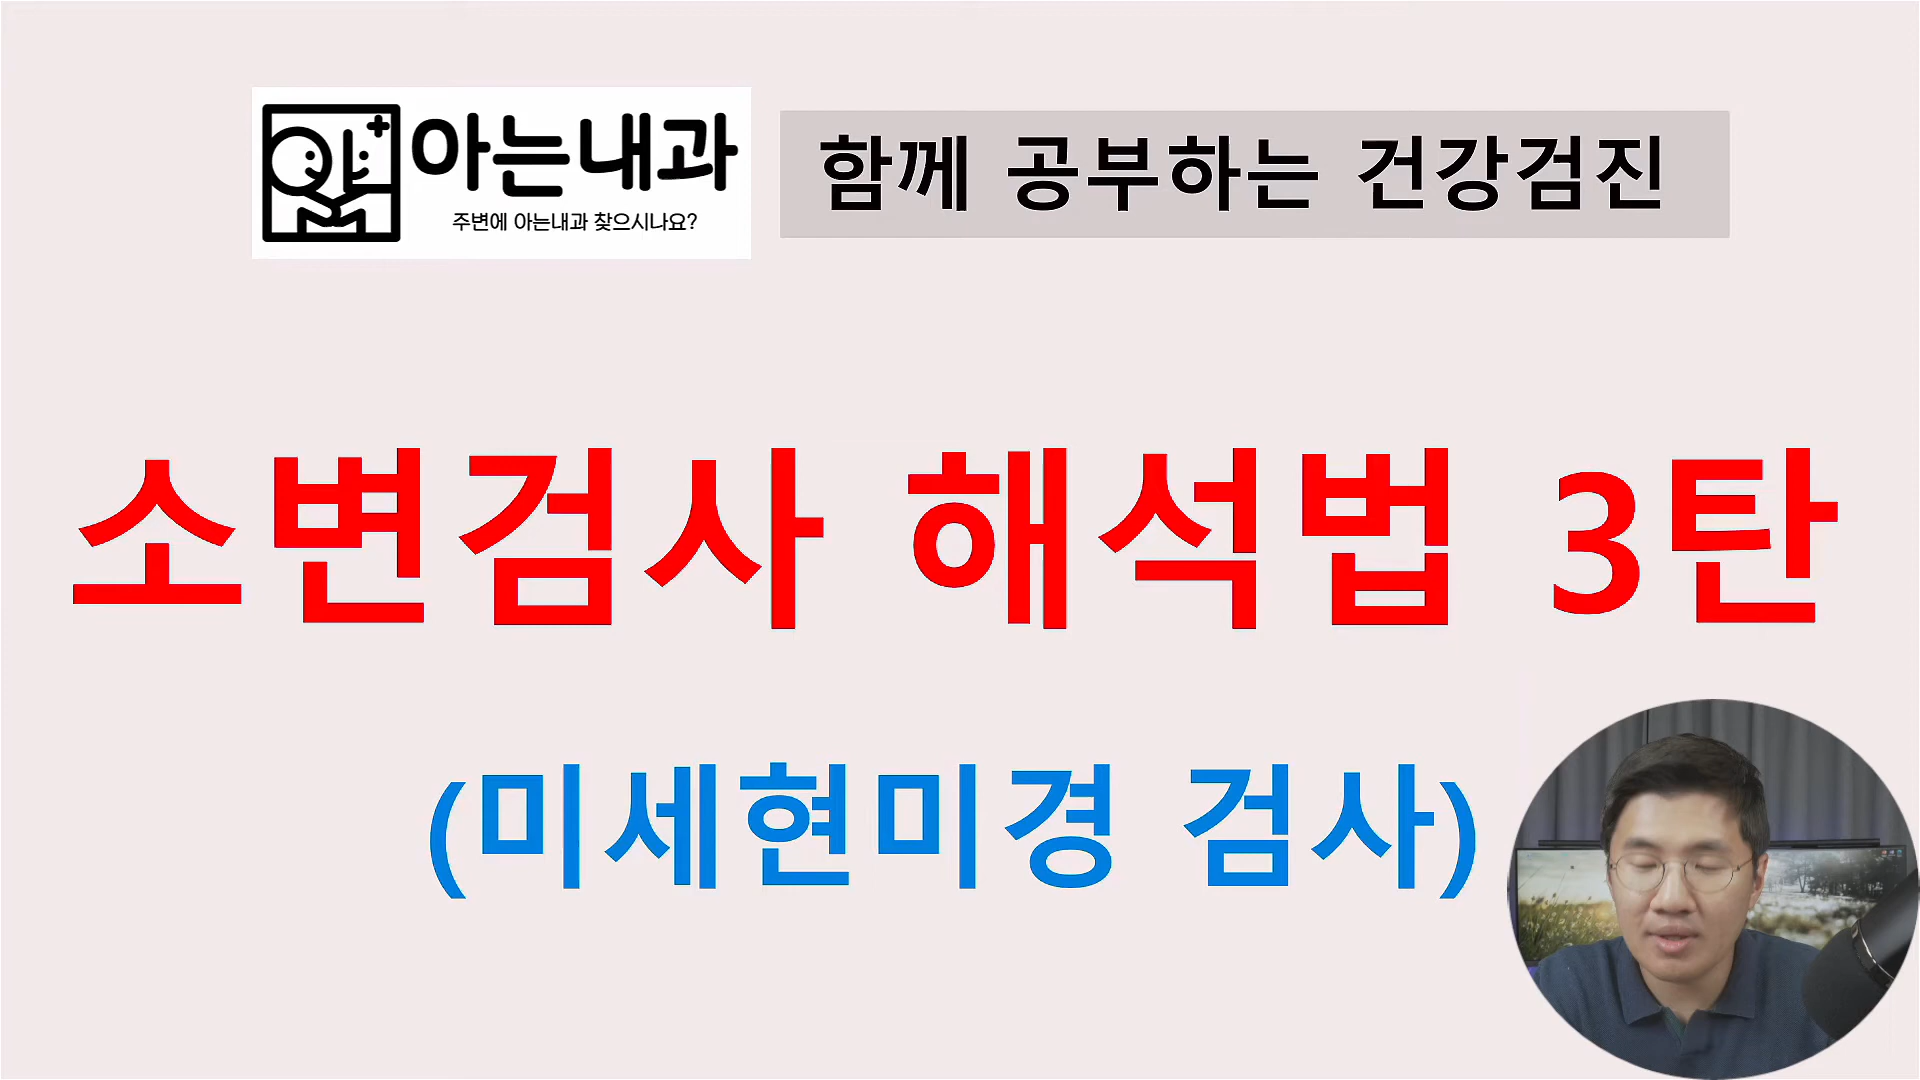 아는내과
주변에 아는내과 찾으시나요?
함께 공부하는 건강검진
소변검사 해석법 3탄
(미세현미경 검사)